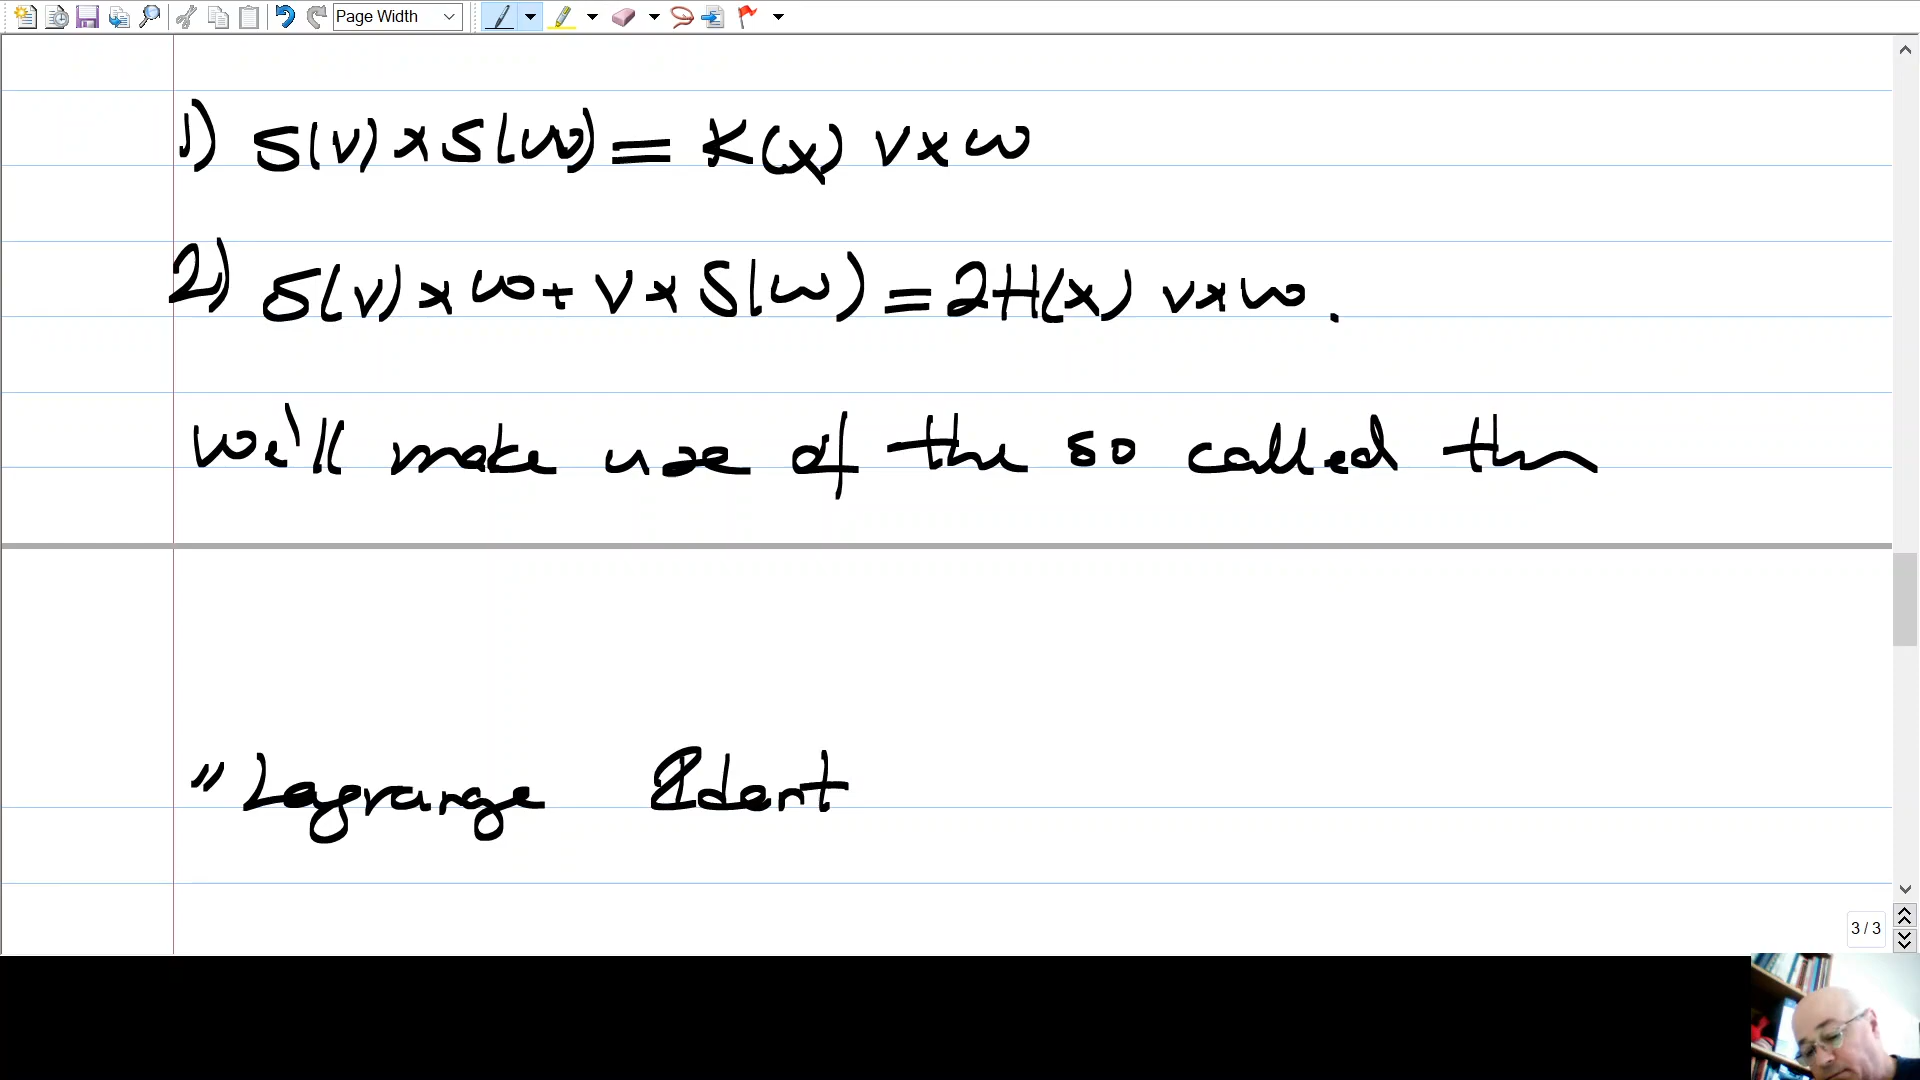 Page Width
1) S(v) x S(w) = K(x) v x w
2) S(v) x w + v x S(w) = 2H(x) v x w.
We'll make use of the so called the
"Lagrange Ident
3 / 3